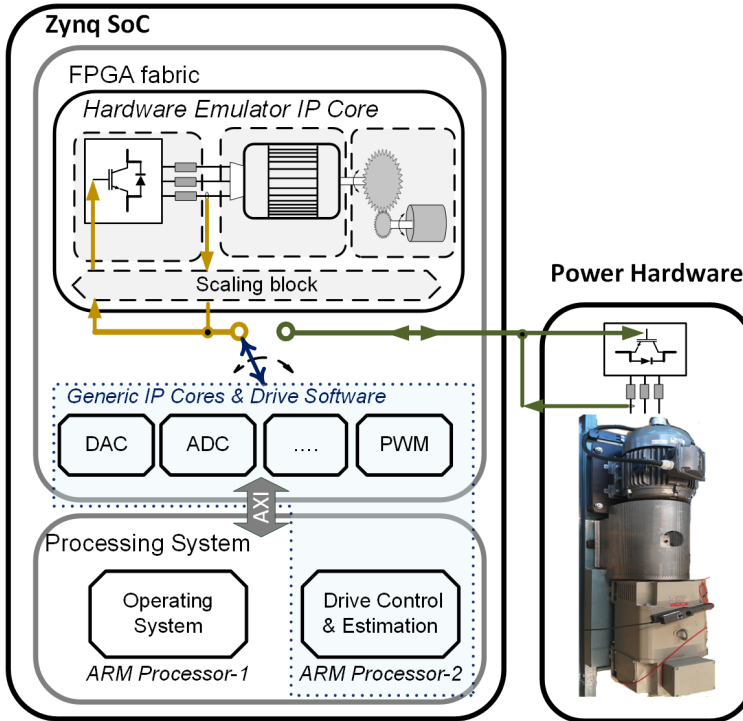 Zynq SoC
FPGA fabric
Hardware Emulator IP Core
Scaling block
Power Hardware
Generic IP Cores & Drive Software
DAC
ADC
....
PWM
AXI
Processing System
Operating
System
Drive Control
& Estimation
ARM Processor-1
ARM Processor-2